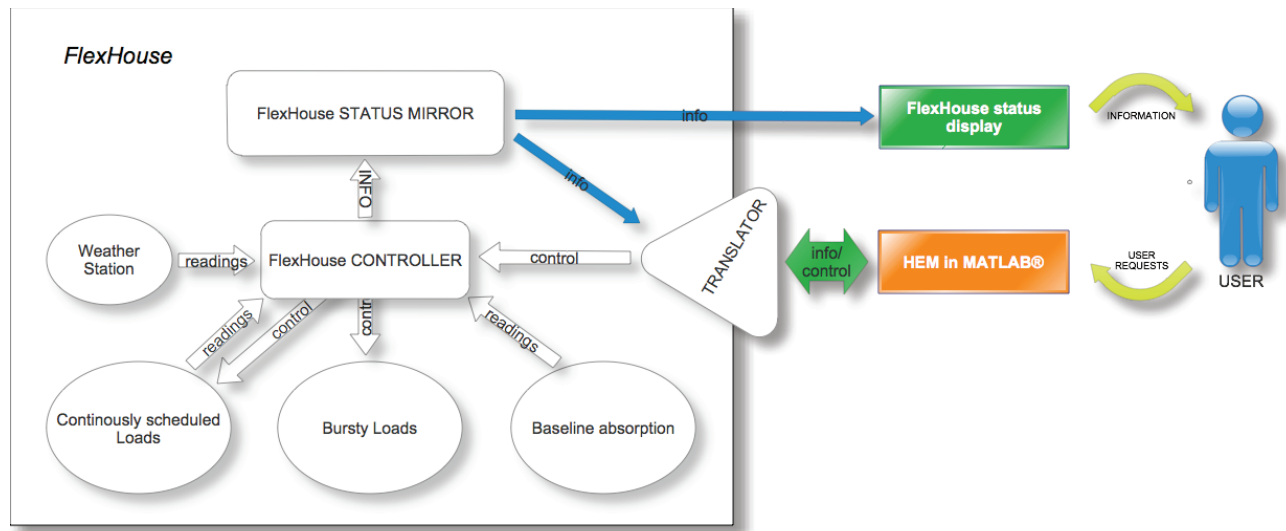 FlexHouse
FlexHouse STATUS MIRROR
info
FlexHouse status
display
INFORMATION
info
INFO
TRANSLATOR
Weather
Station
readings
FlexHouse CONTROLLER
control
info/
control
HEM in MATLAB®
USER
REQUESTS
USER
readings
control
control
readings
Continously scheduled
Loads
Bursty Loads
Baseline absorption